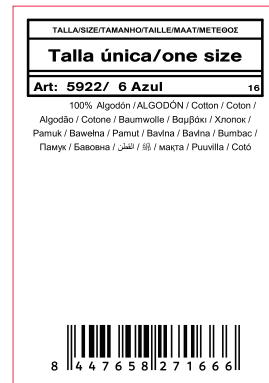 TALLA/SIZE/TAMANHO/TAILLE/MAAT/ΜΕΤΕΘΟΣ
Talla única/one size
Art: 5922/ 6 Azul 16
100% Algodón / ALGODÓN / Cotton / Coton /
Algodão / Cotone / Baumwolle / Βαμβάκι / Хлопок /
Pamuk / Bawełna / Pamut / Bavlna / Bavlna / Bumbac /
Памук / Бавовна / القطن / 綿 / мақта / Puuvilla / Cotó
8 447658 271666